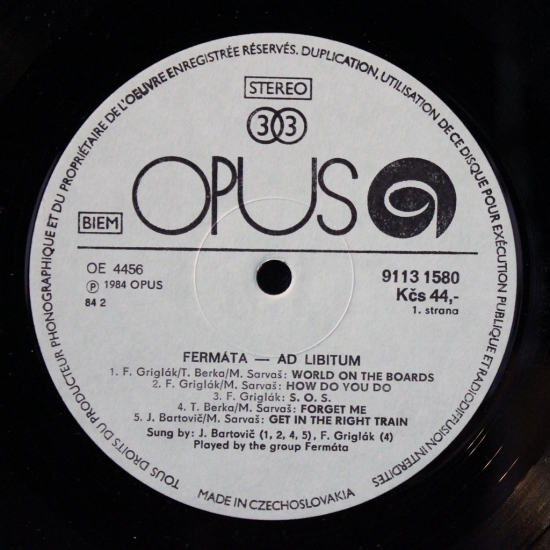 TOUS DROITS DU PRODUCTEUR PHONOGRAPHIQUE ET DU PROPRIÉTAIRE DE L'OEUVRE ENREGISTRÉE RÉSERVÉS. DUPLICATION, UTILISATION DE CE DISQUE POUR EXÉCUTION PUBLIQUE ET RADIODIFFUSION INTERDITES
STEREO
33
OPUS
BIEM
OE 4456
Ⓟ 1984 OPUS
84 2
9113 1580
Kčs 44,-
1. strana
FERMÁTA — AD LIBITUM
1. F. Griglák/T. Berka/M. Sarvaš: WORLD ON THE BOARDS
2. F. Griglák/M. Sarvaš: HOW DO YOU DO
3. F. Griglák: S. O. S.
4. T. Berka/M. Sarvaš: FORGET ME
5. J. Bartovič/M. Sarvaš: GET IN THE RIGHT TRAIN
Sung by: J. Bartovič (1, 2, 4, 5), F. Griglák (4)
Played by the group Fermáta
MADE IN CZECHOSLOVAKIA